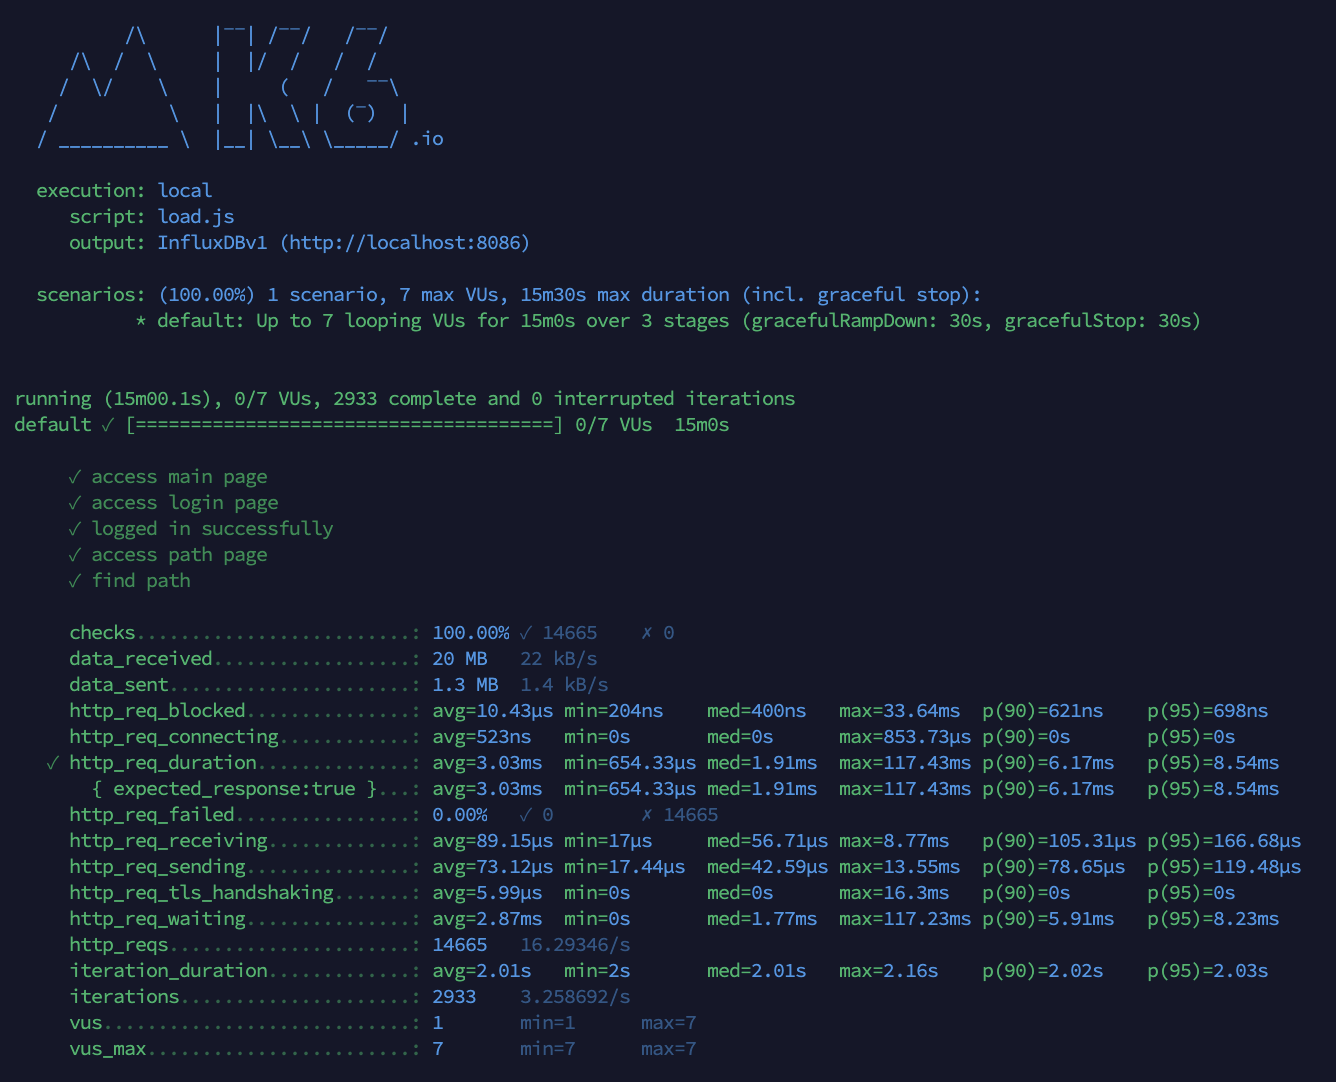 /\      |‾‾| /‾‾/   /‾‾/
     /\  /  \     |  |/  /   /  /
    /  \/    \    |     (   /   ‾‾\
   /          \   |  |\  \ |  (‾)  |
  / __________ \  |__| \__\ \_____/ .io
  execution: local
     script: load.js
     output: InfluxDBv1 (http://localhost:8086)
  scenarios: (100.00%) 1 scenario, 7 max VUs, 15m30s max duration (incl. graceful stop):
           * default: Up to 7 looping VUs for 15m0s over 3 stages (gracefulRampDown: 30s, gracefulStop: 30s)
running (15m00.1s), 0/7 VUs, 2933 complete and 0 interrupted iterations
default ✓ [======================================] 0/7 VUs  15m0s
     ✓ access main page
     ✓ access login page
     ✓ logged in successfully
     ✓ access path page
     ✓ find path
     checks.........................: 100.00% ✓ 14665    ✗ 0
     data_received..................: 20 MB   22 kB/s
     data_sent......................: 1.3 MB  1.4 kB/s
     http_req_blocked...............: avg=10.43µs min=204ns    med=400ns   max=33.64ms  p(90)=621ns    p(95)=698ns
     http_req_connecting............: avg=523ns   min=0s       med=0s      max=853.73µs p(90)=0s       p(95)=0s
   ✓ http_req_duration..............: avg=3.03ms  min=654.33µs med=1.91ms  max=117.43ms p(90)=6.17ms   p(95)=8.54ms
       { expected_response:true }...: avg=3.03ms  min=654.33µs med=1.91ms  max=117.43ms p(90)=6.17ms   p(95)=8.54ms
     http_req_failed................: 0.00%   ✓ 0        ✗ 14665
     http_req_receiving.............: avg=89.15µs min=17µs     med=56.71µs max=8.77ms   p(90)=105.31µs p(95)=166.68µs
     http_req_sending...............: avg=73.12µs min=17.44µs  med=42.59µs max=13.55ms  p(90)=78.65µs  p(95)=119.48µs
     http_req_tls_handshaking.......: avg=5.99µs  min=0s       med=0s      max=16.3ms   p(90)=0s       p(95)=0s
     http_req_waiting...............: avg=2.87ms  min=0s       med=1.77ms  max=117.23ms p(90)=5.91ms   p(95)=8.23ms
     http_reqs......................: 14665   16.29346/s
     iteration_duration.............: avg=2.01s   min=2s       med=2.01s   max=2.16s    p(90)=2.02s    p(95)=2.03s
     iterations.....................: 2933    3.258692/s
     vus............................: 1       min=1      max=7
     vus_max........................: 7       min=7      max=7